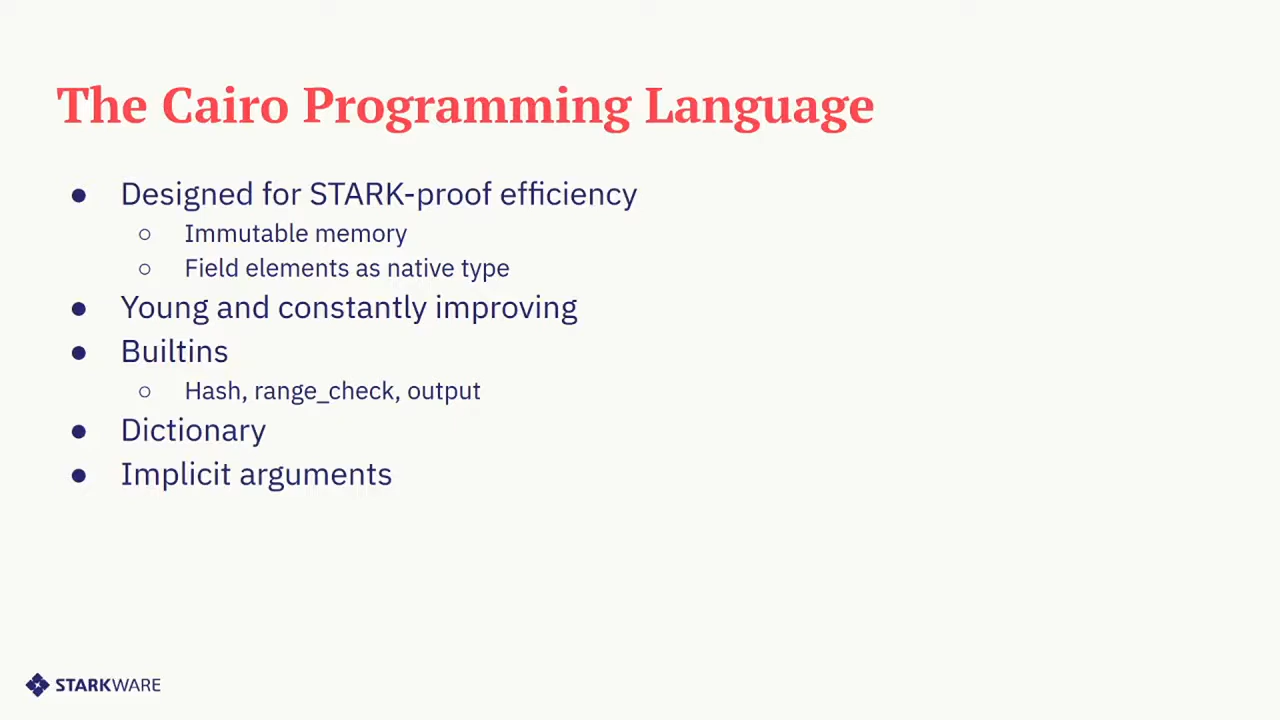 The Cairo Programming Language
● Designed for STARK-proof efficiency
○ Immutable memory
○ Field elements as native type
● Young and constantly improving
● Builtins
○ Hash, range_check, output
● Dictionary
● Implicit arguments
STARKWARE